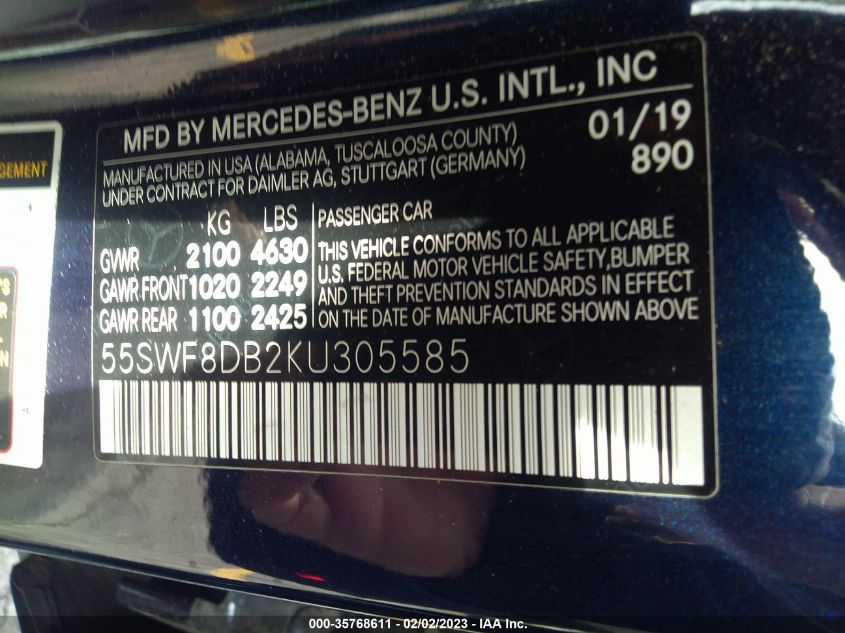 MFD BY MERCEDES-BENZ U.S. INTL., INC
01/19
MANUFACTURED IN USA (ALABAMA, TUSCALOOSA COUNTY)
UNDER CONTRACT FOR DAIMLER AG, STUTTGART (GERMANY)
890
KG LBS
GVWR 2100 4630
GAWR FRONT 1020 2249
GAWR REAR 1100 2425
PASSENGER CAR
THIS VEHICLE CONFORMS TO ALL APPLICABLE
U.S. FEDERAL MOTOR VEHICLE SAFETY,BUMPER
AND THEFT PREVENTION STANDARDS IN EFFECT
ON THE DATE OF MANUFACTURE SHOWN ABOVE
55SWF8DB2KU305585
000-35768611 - 02/02/2023 - IAA Inc.